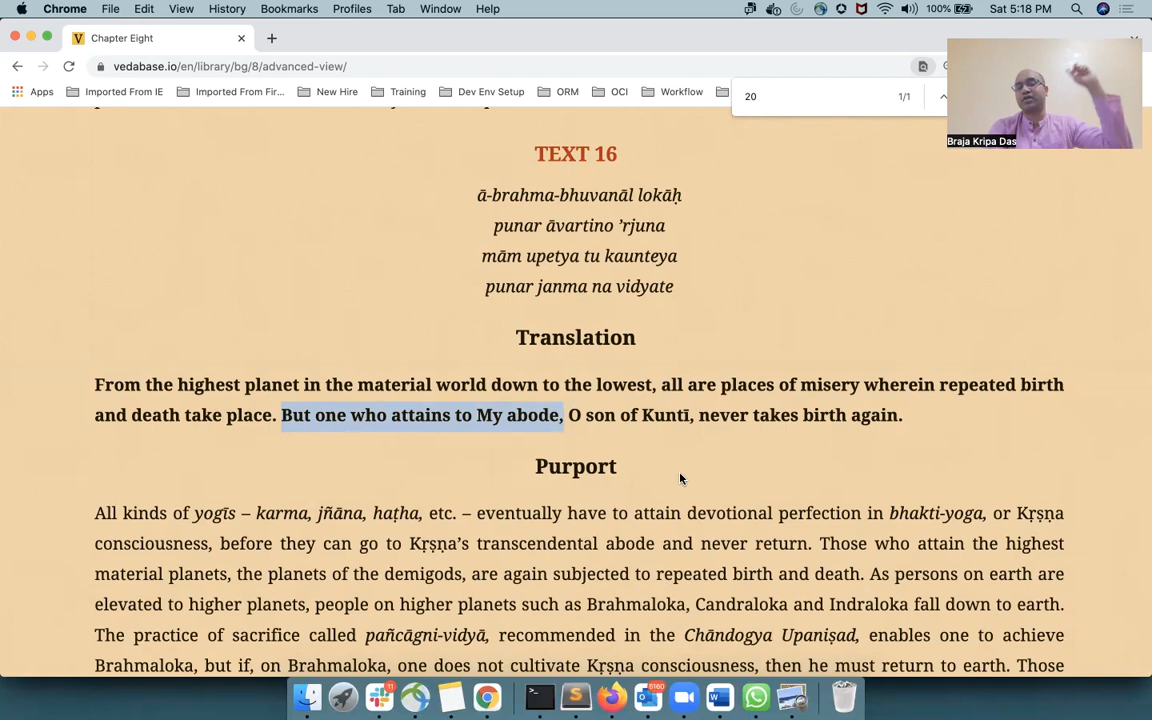 Chrome File Edit View History Bookmarks Profiles Tab Window Help 100% Sat 5:18 PM
Chapter Eight
vedabase.io/en/library/bg/8/advanced-view/
Apps Imported From IE Imported From Fir... New Hire Training Dev Env Setup ORM OCI Workflow
20 1/1
Braja Kripa Das
TEXT 16
ā-brahma-bhuvanāl lokāḥ
punar āvartino ’rjuna
mām upetya tu kaunteya
punar janma na vidyate
Translation
From the highest planet in the material world down to the lowest, all are places of misery wherein repeated birth
and death take place. But one who attains to My abode, O son of Kuntī, never takes birth again.
Purport
All kinds of yogīs – karma, jñāna, haṭha, etc. – eventually have to attain devotional perfection in bhakti-yoga, or Kṛṣṇa
consciousness, before they can go to Kṛṣṇa’s transcendental abode and never return. Those who attain the highest
material planets, the planets of the demigods, are again subjected to repeated birth and death. As persons on earth are
elevated to higher planets, people on higher planets such as Brahmaloka, Candraloka and Indraloka fall down to earth.
The practice of sacrifice called pañcāgni-vidyā, recommended in the Chāndogya Upaniṣad, enables one to achieve
Brahmaloka, but if, on Brahmaloka, one does not cultivate Kṛṣṇa consciousness, then he must return to earth. Those
11
5160